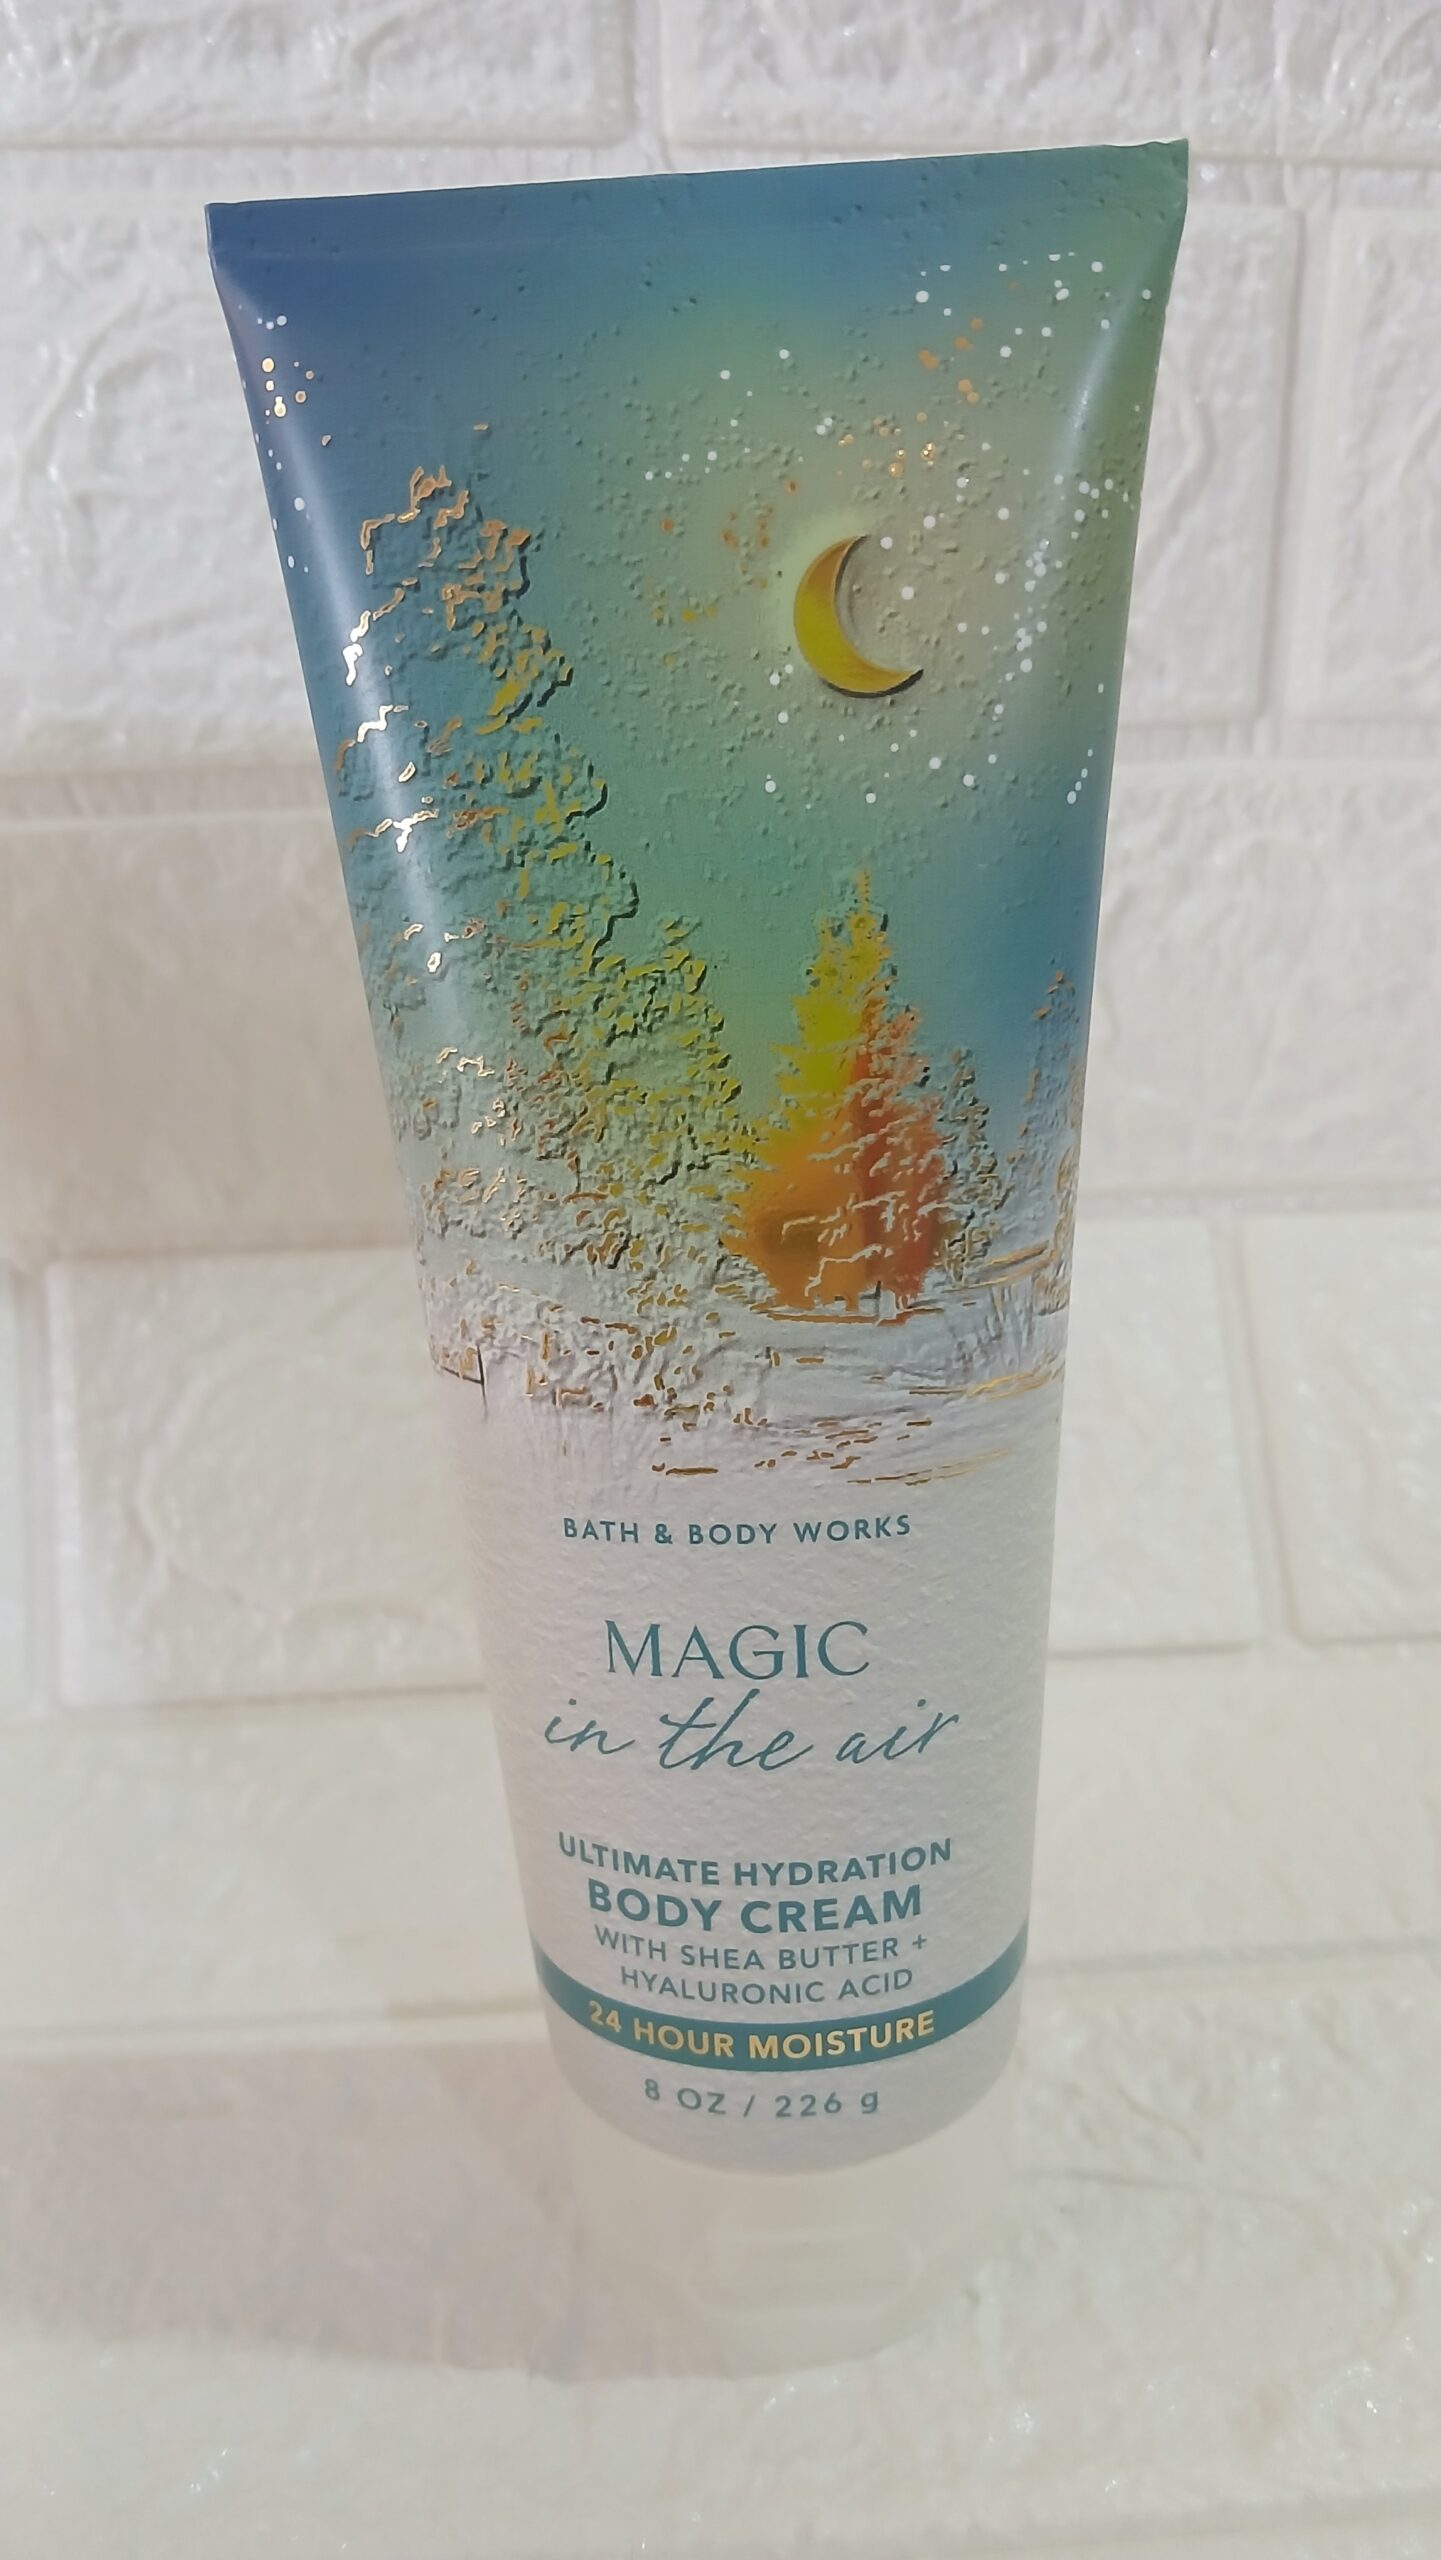 BATH & BODY WORKS
MAGIC
in the air
ULTIMATE HYDRATION
BODY CREAM
WITH SHEA BUTTER +
HYALURONIC ACID
24 HOUR MOISTURE
8 OZ / 226 g